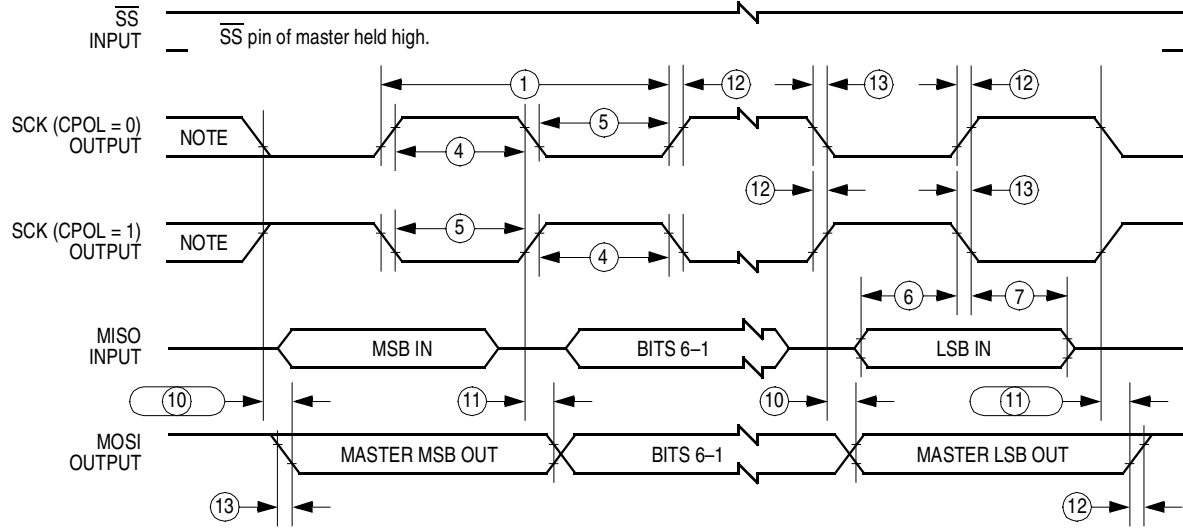 SS
INPUT
SS pin of master held high.
1
12
13
12
SCK (CPOL = 0)
OUTPUT
NOTE
5
4
12
13
SCK (CPOL = 1)
OUTPUT
NOTE
5
4
6
7
MISO
INPUT
MSB IN
BITS 6–1
LSB IN
10
11
10
11
MOSI
OUTPUT
MASTER MSB OUT
BITS 6–1
MASTER LSB OUT
13
12